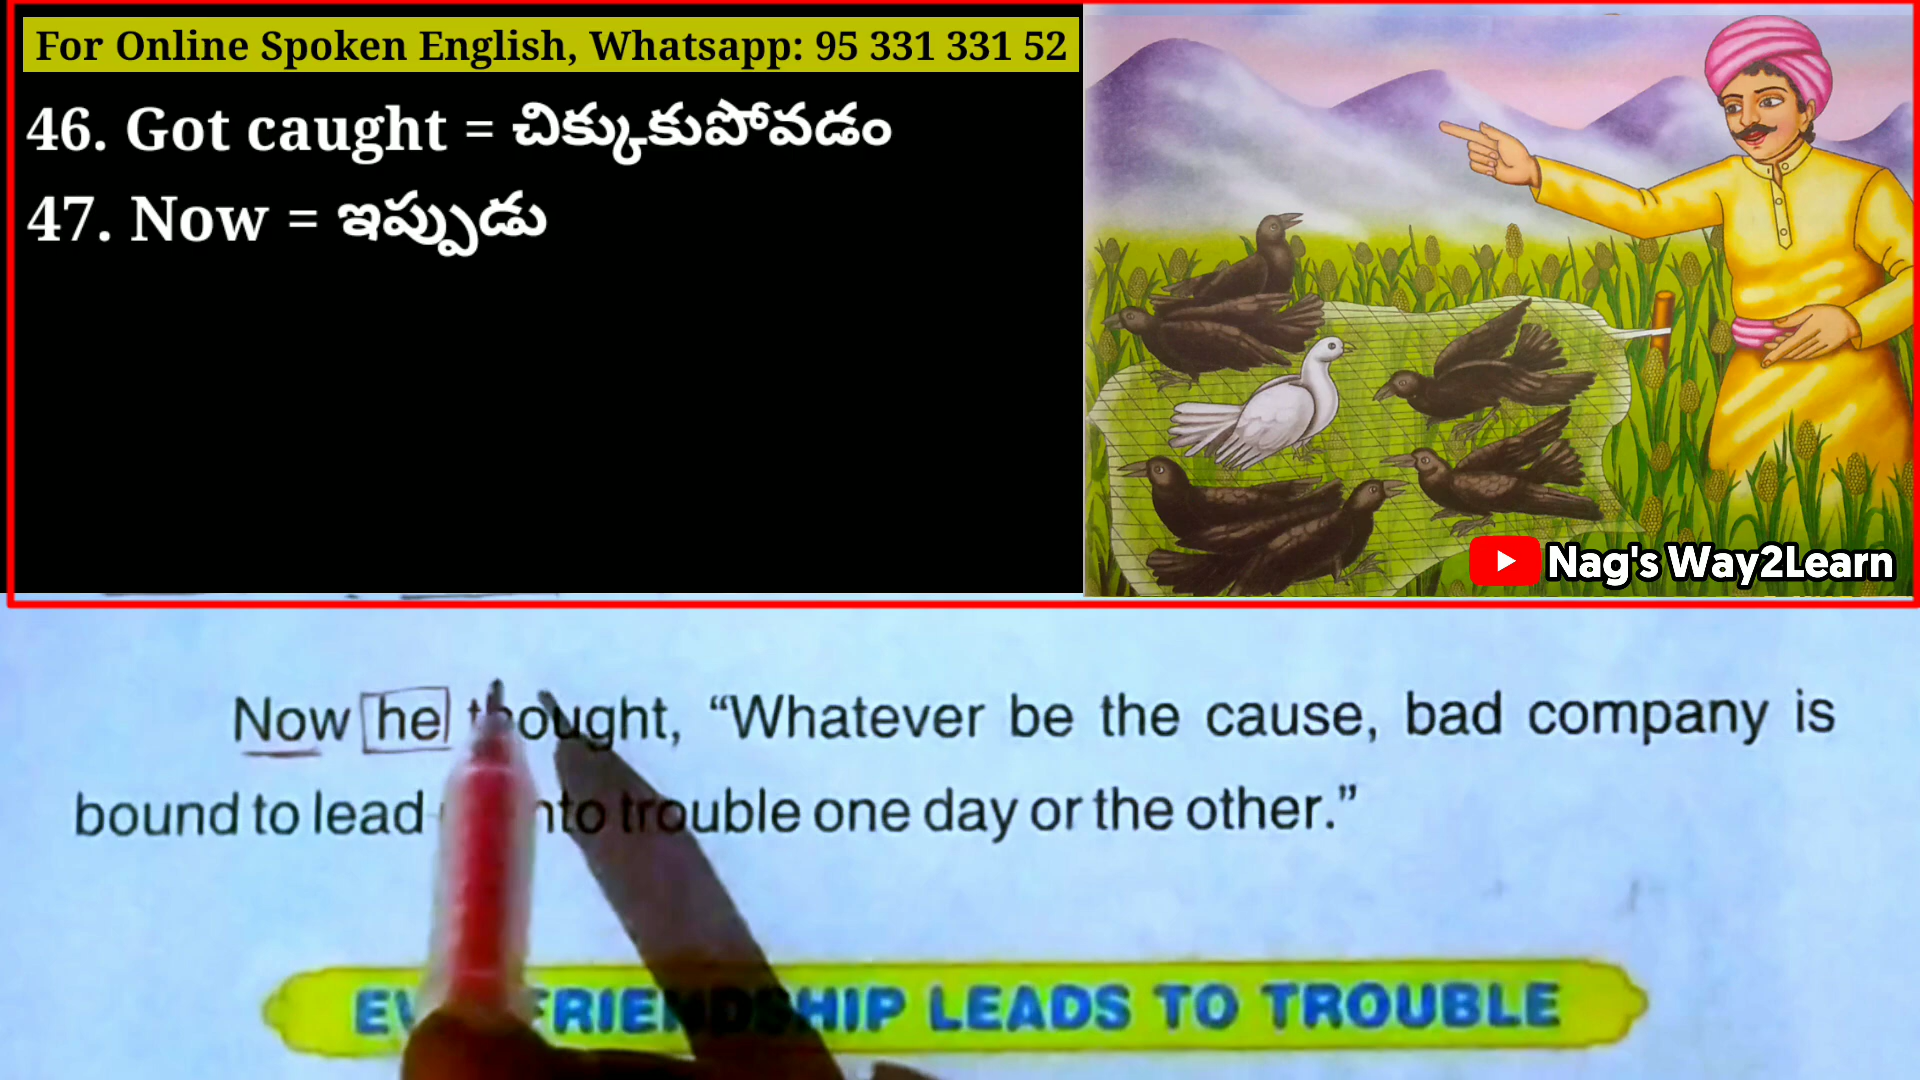 For Online Spoken English, Whatsapp: 95 331 331 52
46. Got caught = చిక్కుకుపోవడం
47. Now = ఇప్పుడు
Nag's Way2Learn
Now he thought, “Whatever be the cause, bad company is
bound to lead into trouble one day or the other.”
FRIENDSHIP LEADS TO TROUBLE